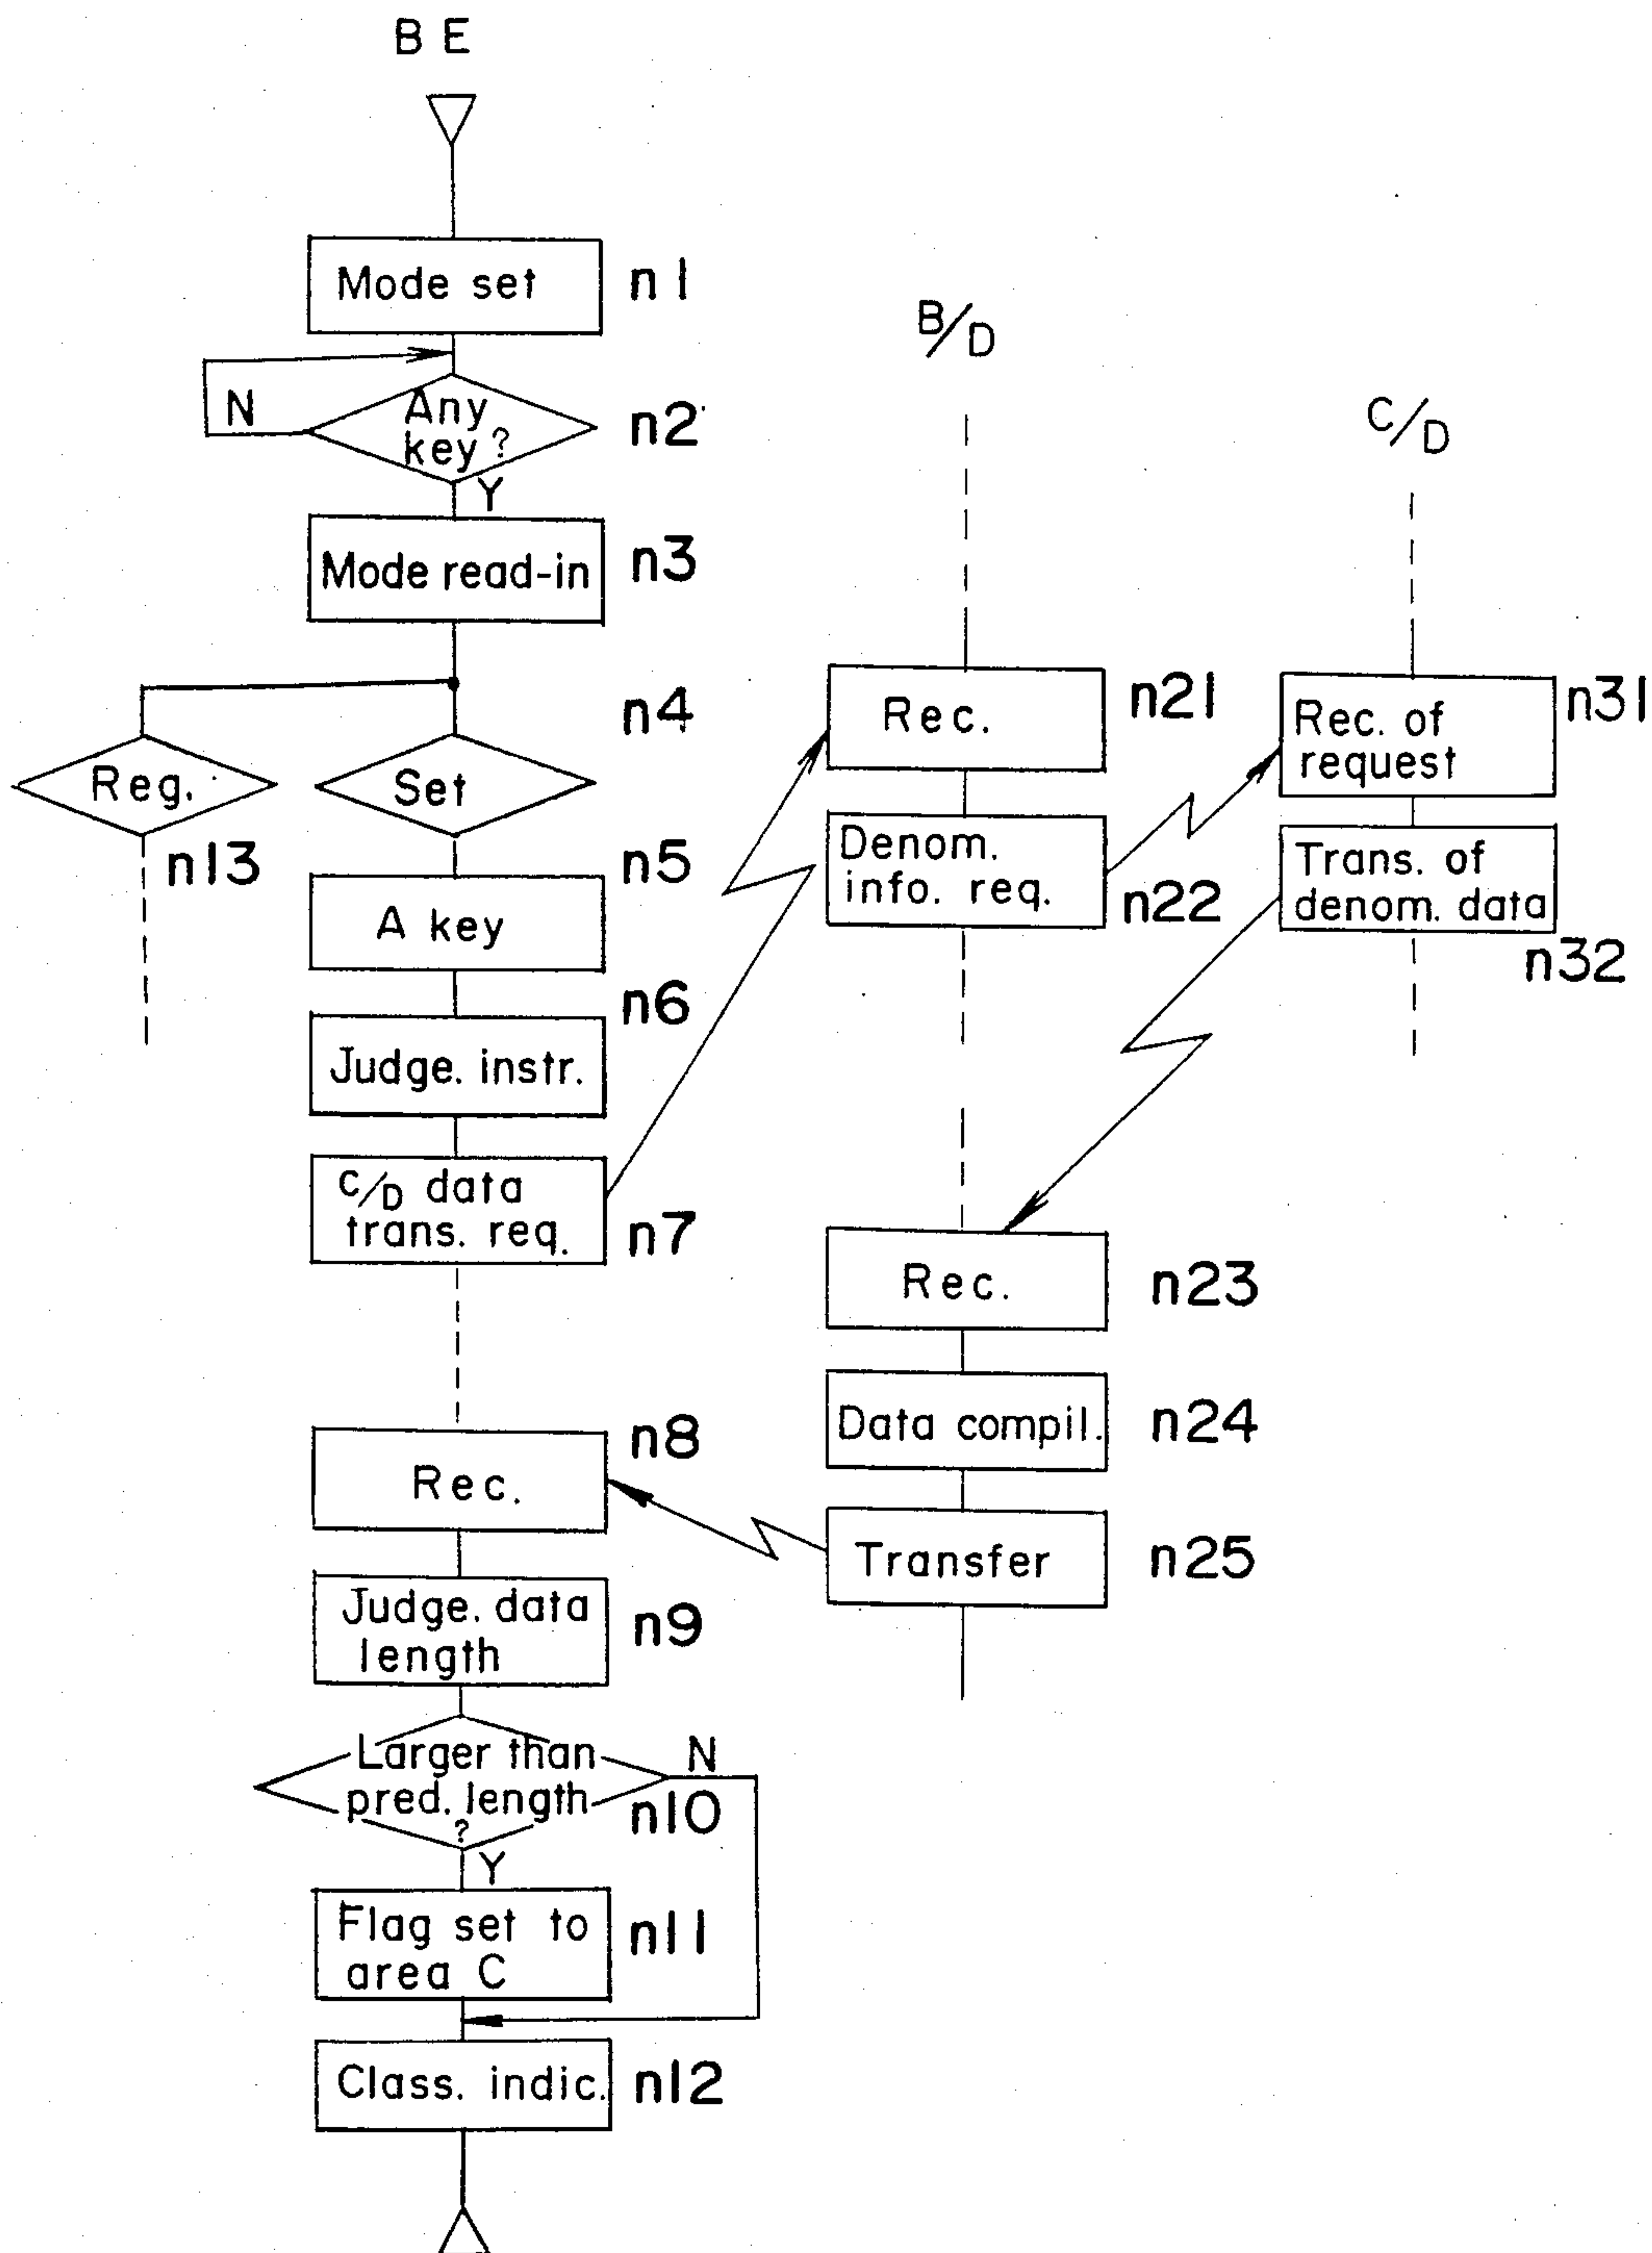 B E
Mode set
n1
N
Any
key?
n2
Y
Mode read-in
n3
n4
Reg.
n13
Set
n5
A key
n6
Judge. instr.
C/D data
trans. req.
n7
n8
Rec.
Judge. data
length
n9
Larger than
pred. length
?
n10
N
Y
Flag set to
area C
n11
Class. indic.
n12
B/D
Rec.
n21
Denom.
info. req.
n22
Rec.
n23
Data compil.
n24
Transfer
n25
C/D
Rec. of
request
n31
Trans. of
denom. data
n32